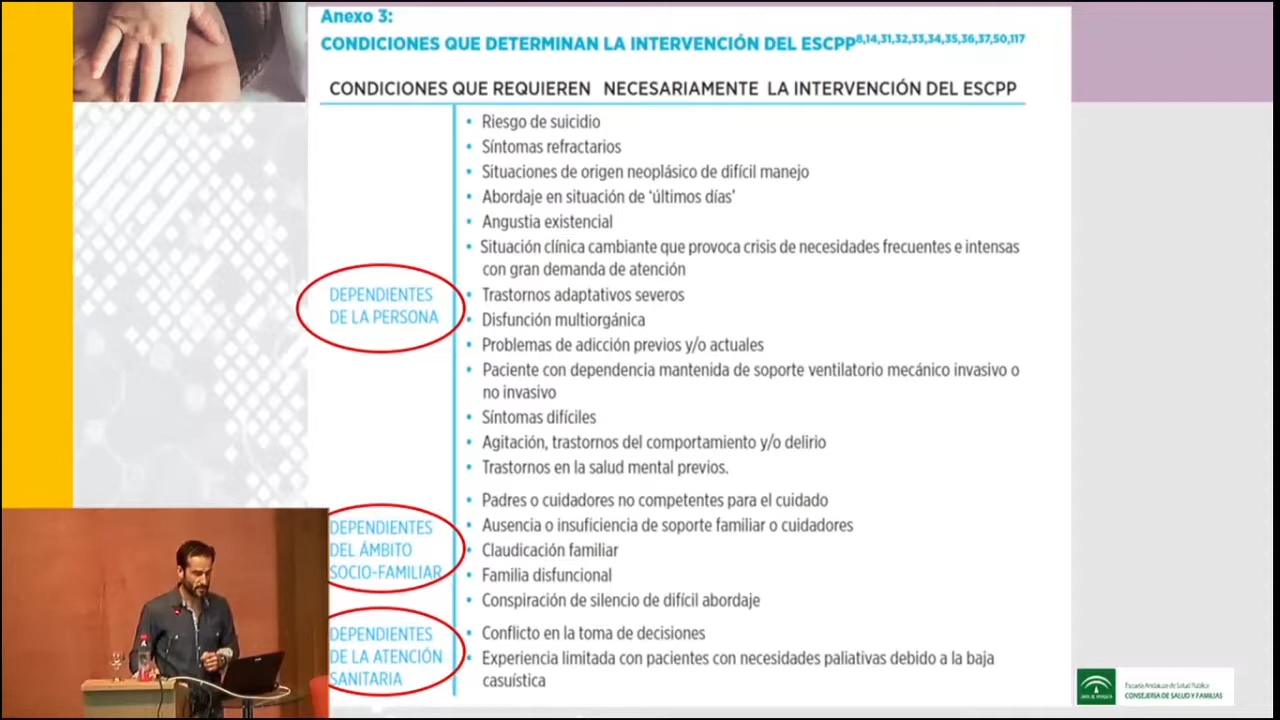 Anexo 3:
CONDICIONES QUE DETERMINAN LA INTERVENCIÓN DEL ESCPP8,14,31,32,33,34,35,36,37,50,117
CONDICIONES QUE REQUIEREN NECESARIAMENTE LA INTERVENCIÓN DEL ESCPP
DEPENDIENTES
DE LA PERSONA
• Riesgo de suicidio
• Síntomas refractarios
• Situaciones de origen neoplásico de difícil manejo
• Abordaje en situación de ‘últimos días’
• Angustia existencial
• Situación clínica cambiante que provoca crisis de necesidades frecuentes e intensas
con gran demanda de atención
• Trastornos adaptativos severos
• Disfunción multiorgánica
• Problemas de adicción previos y/o actuales
• Paciente con dependencia mantenida de soporte ventilatorio mecánico invasivo o
no invasivo
• Síntomas difíciles
• Agitación, trastornos del comportamiento y/o delirio
• Trastornos en la salud mental previos.
DEPENDIENTES
DEL ÁMBITO
SOCIO-FAMILIAR
• Padres o cuidadores no competentes para el cuidado
• Ausencia o insuficiencia de soporte familiar o cuidadores
• Claudicación familiar
• Familia disfuncional
• Conspiración de silencio de difícil abordaje
DEPENDIENTES
DE LA ATENCIÓN
SANITARIA
• Conflicto en la toma de decisiones
• Experiencia limitada con pacientes con necesidades paliativas debido a la baja
casuística
Escuela Andaluza de Salud Pública
CONSEJERÍA DE SALUD Y FAMILIAS